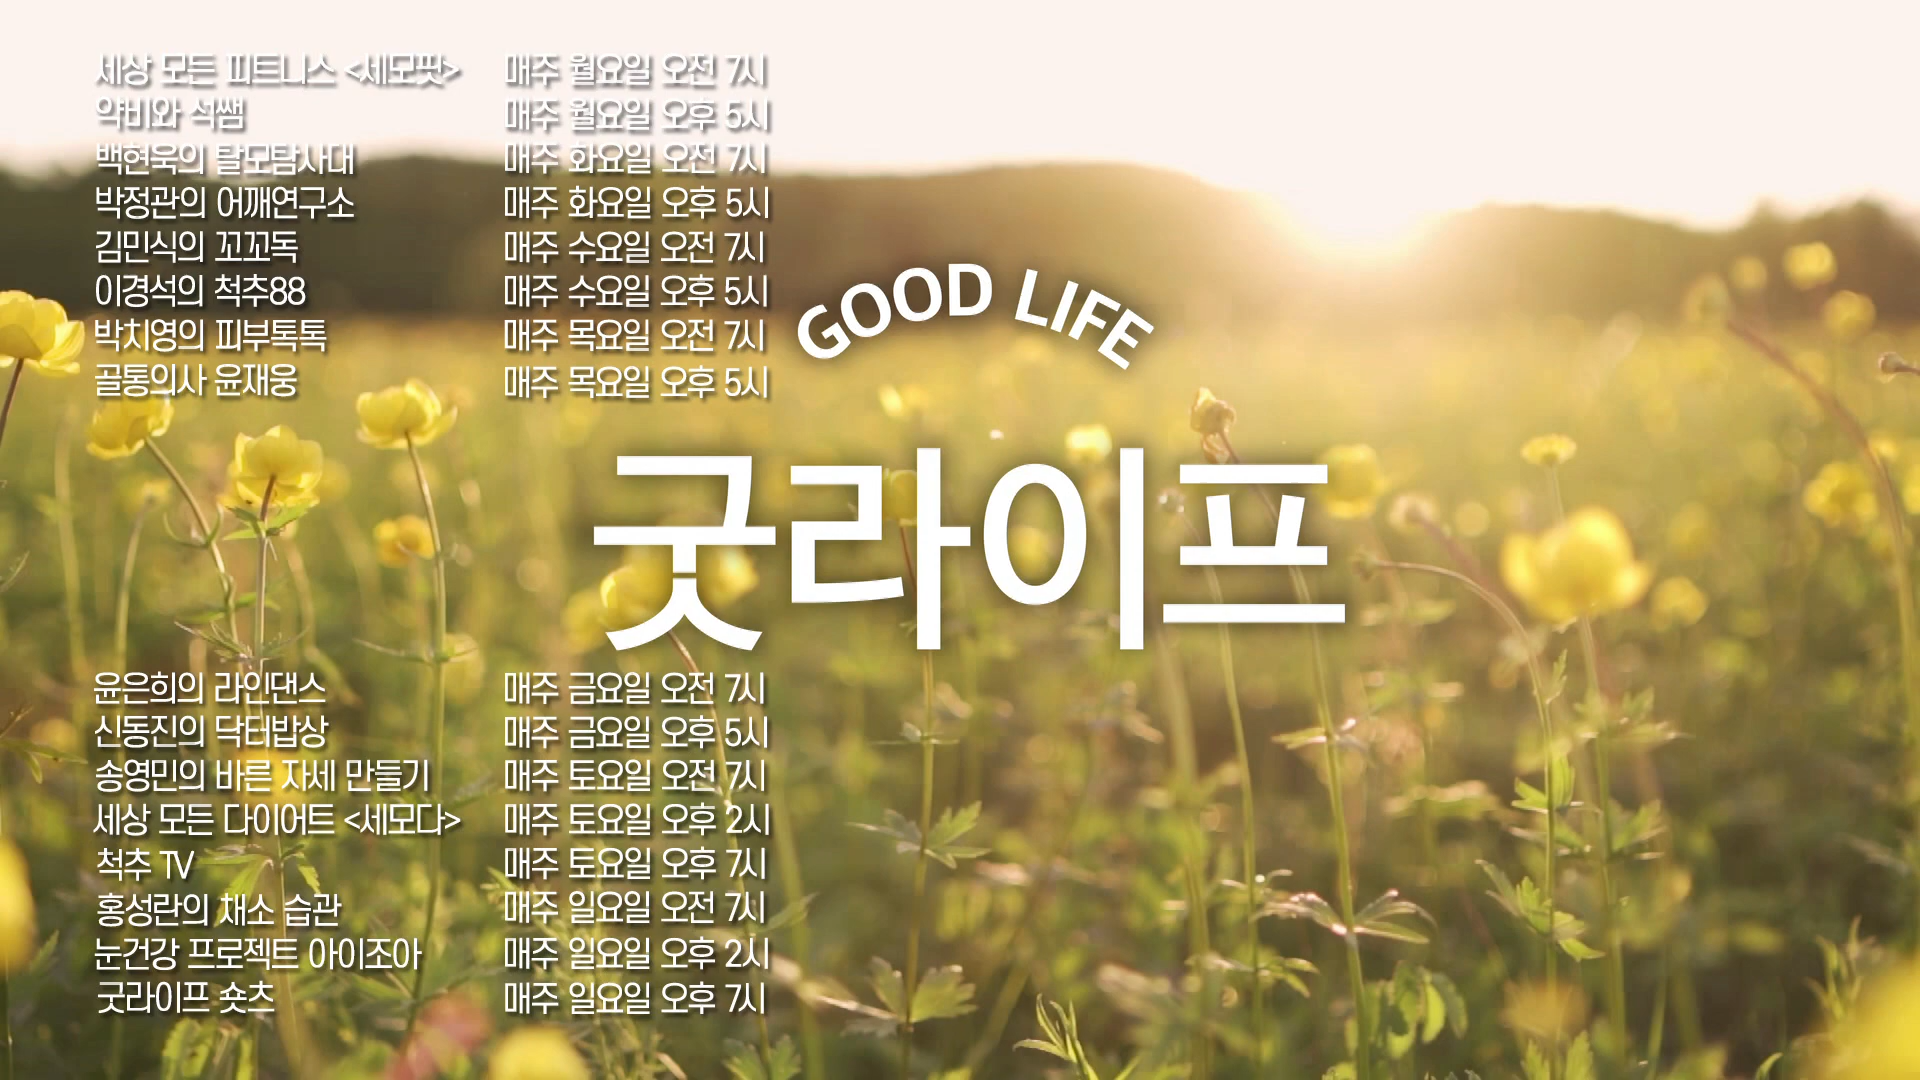 세상 모든 피트니스 <세모핏> 매주 월요일 오전 7시
약비와 석쌤 매주 월요일 오후 5시
백현욱의 탈모탐사대 매주 화요일 오전 7시
박정관의 어깨연구소 매주 화요일 오후 5시
김민식의 꼬꼬독 매주 수요일 오전 7시
이경석의 척추88 매주 수요일 오후 5시
박치영의 피부톡톡 매주 목요일 오전 7시
골통의사 윤재웅 매주 목요일 오후 5시
GOOD LIFE
굿라이프
윤은희의 라인댄스 매주 금요일 오전 7시
신동진의 닥터밥상 매주 금요일 오후 5시
송영민의 바른 자세 만들기 매주 토요일 오전 7시
세상 모든 다이어트 <세모다> 매주 토요일 오후 2시
척추 TV 매주 토요일 오후 7시
홍성란의 채소 습관 매주 일요일 오전 7시
눈건강 프로젝트 아이조아 매주 일요일 오후 2시
굿라이프 숏츠 매주 일요일 오후 7시